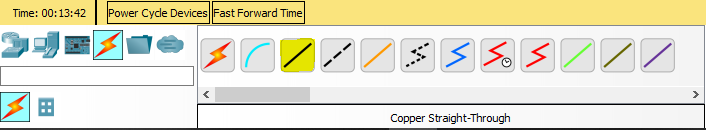 Time: 00:13:42 Power Cycle Devices Fast Forward Time
Copper Straight-Through